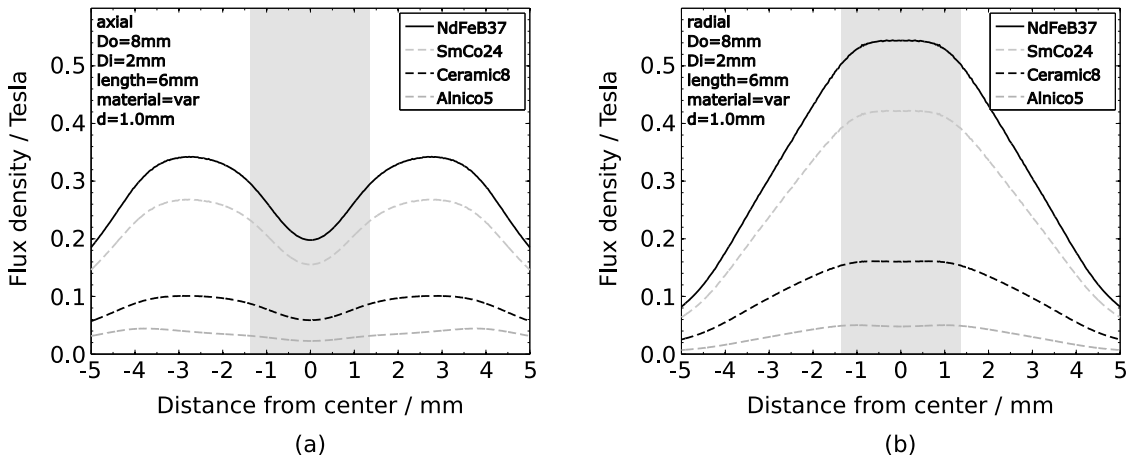 axial
Do=8mm
Di=2mm
length=6mm
material=var
d=1.0mm
NdFeB37
SmCo24
Ceramic8
Alnico5
Flux density / Tesla
0.5
0.4
0.3
0.2
0.1
0.0
-5 -4 -3 -2 -1 0 1 2 3 4 5
Distance from center / mm
(a)
radial
Do=8mm
Di=2mm
length=6mm
material=var
d=1.0mm
NdFeB37
SmCo24
Ceramic8
Alnico5
Flux density / Tesla
0.5
0.4
0.3
0.2
0.1
0.0
-5 -4 -3 -2 -1 0 1 2 3 4 5
Distance from center / mm
(b)